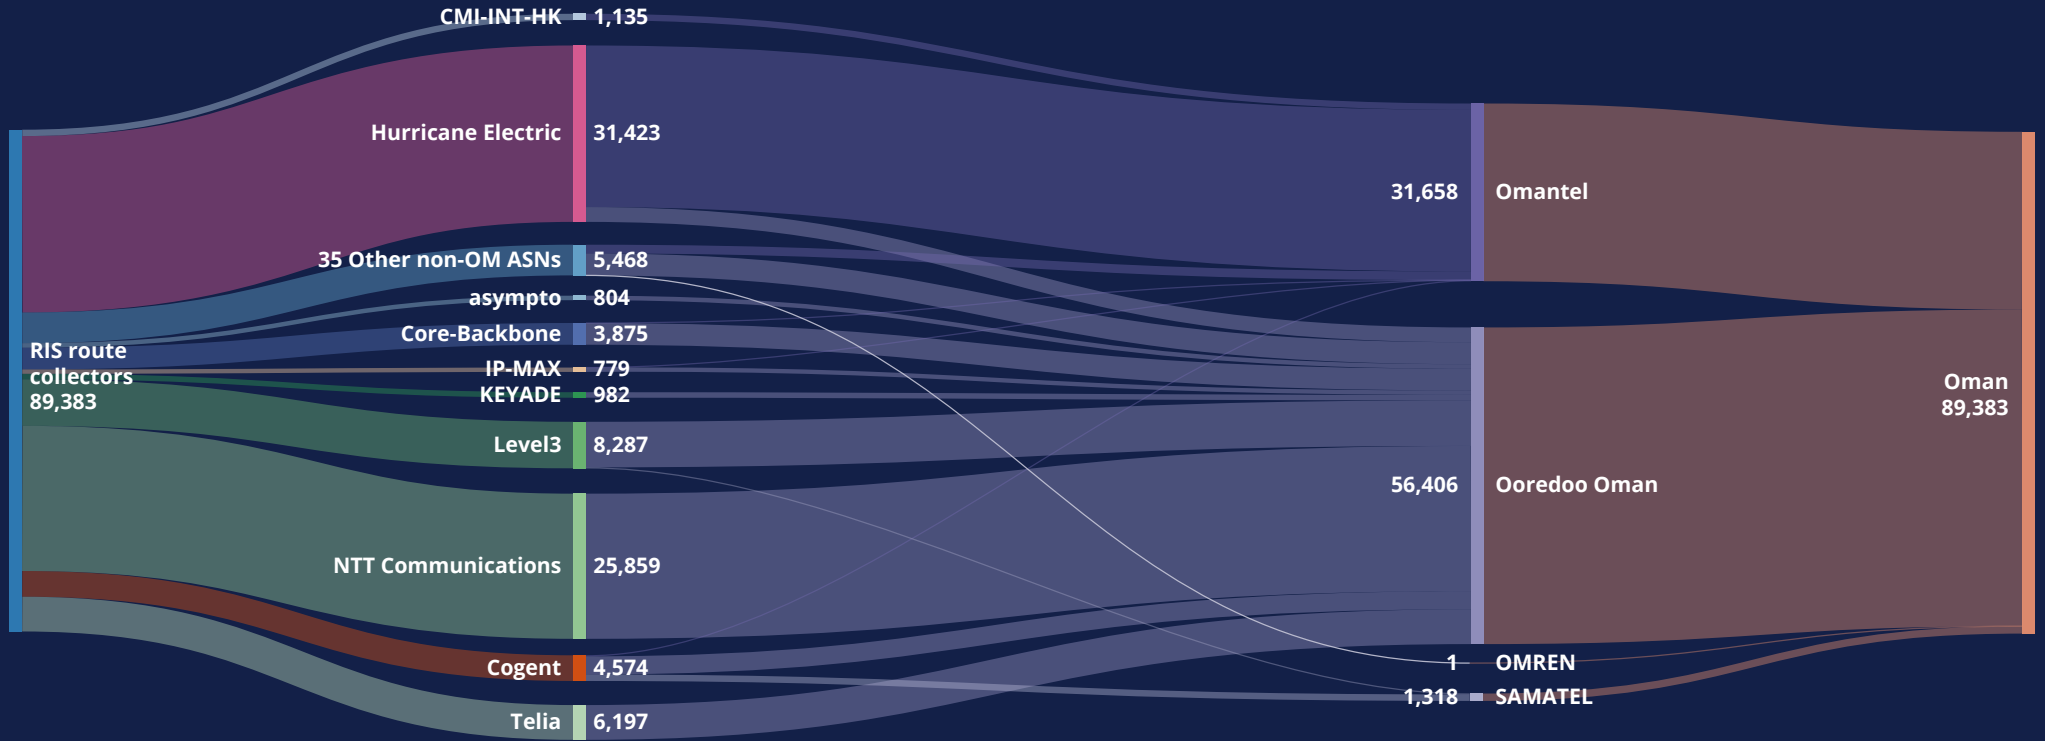 CMI-INT-HK 1,135
Hurricane Electric 31,423
31,658 Omantel
35 Other non-OM ASNs 5,468
asympto 804
Core-Backbone 3,875
RIS route
collectors
89,383
IP-MAX 779
KEYADE 982
Oman
89,383
Level3 8,287
56,406 Ooredoo Oman
NTT Communications 25,859
1 OMREN
Cogent 4,574
1,318 SAMATEL
Telia 6,197